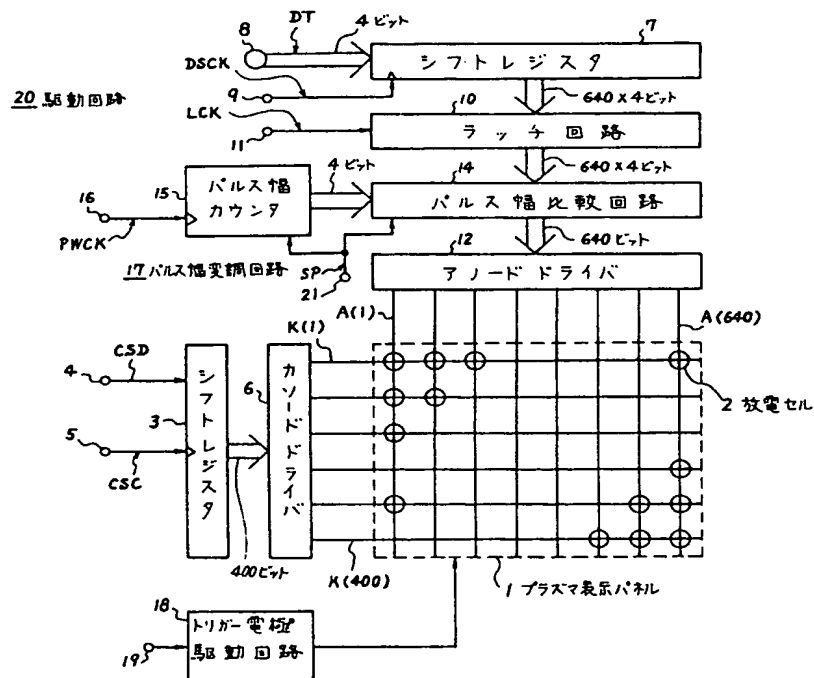 DT
4ビット
8
7
シフトレジスタ
DSCK
9
640×4ビット
20 駆動回路
LCK
10
11
ラッチ回路
640×4ビット
4ビット
15
14
パルス幅
カウンタ
パルス幅比較回路
16
PWCK
640ビット
12
17 パルス幅変調回路
SP
21
アノードドライバ
A(1)
A(640)
K(1)
CSD
4
3
シフトレジスタ
6
カソードドライバ
2 放電セル
5
CSC
400ビット
K(400)
1 プラズマ表示パネル
18
トリガー電極
駆動回路
19